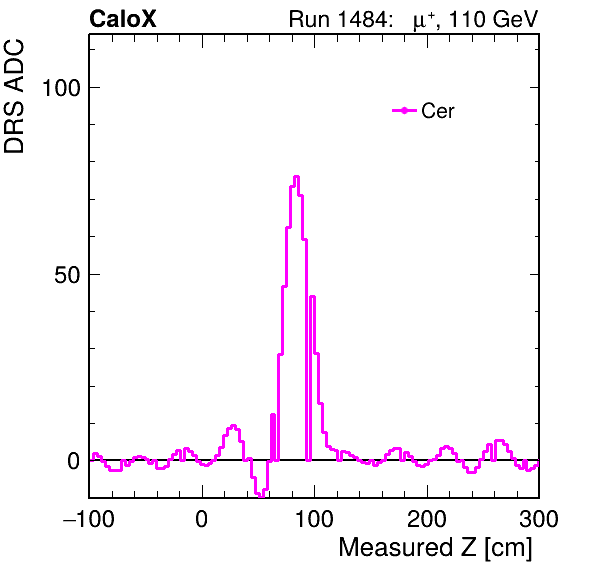 CaloX Run 1484: μ⁺, 110 GeV
DRS ADC
100
Cer
50
0
−100 0 100 200 300
Measured Z [cm]